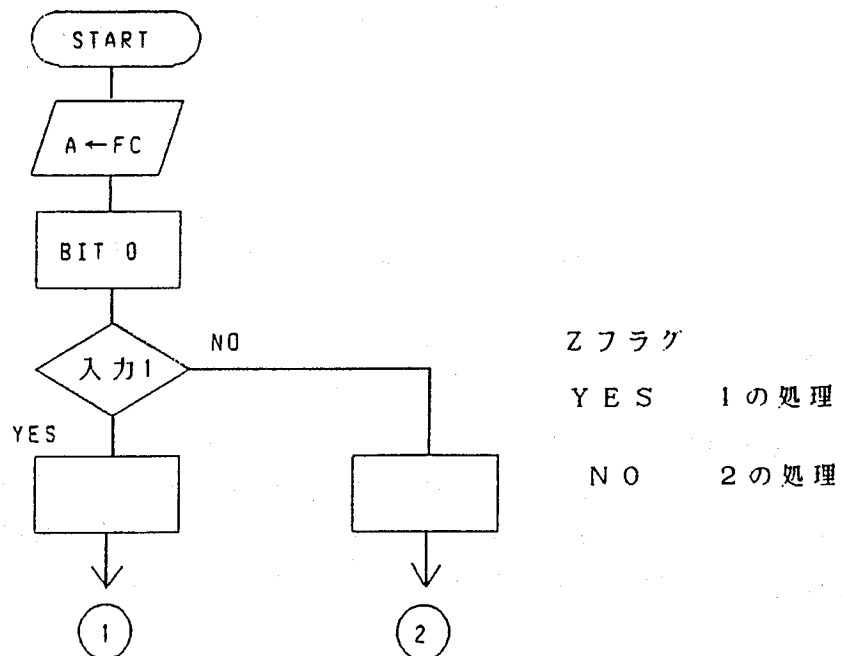 START
A←FC
BIT 0
入力1
NO
YES
1
2
Zフラグ
YES 1の処理
NO 2の処理